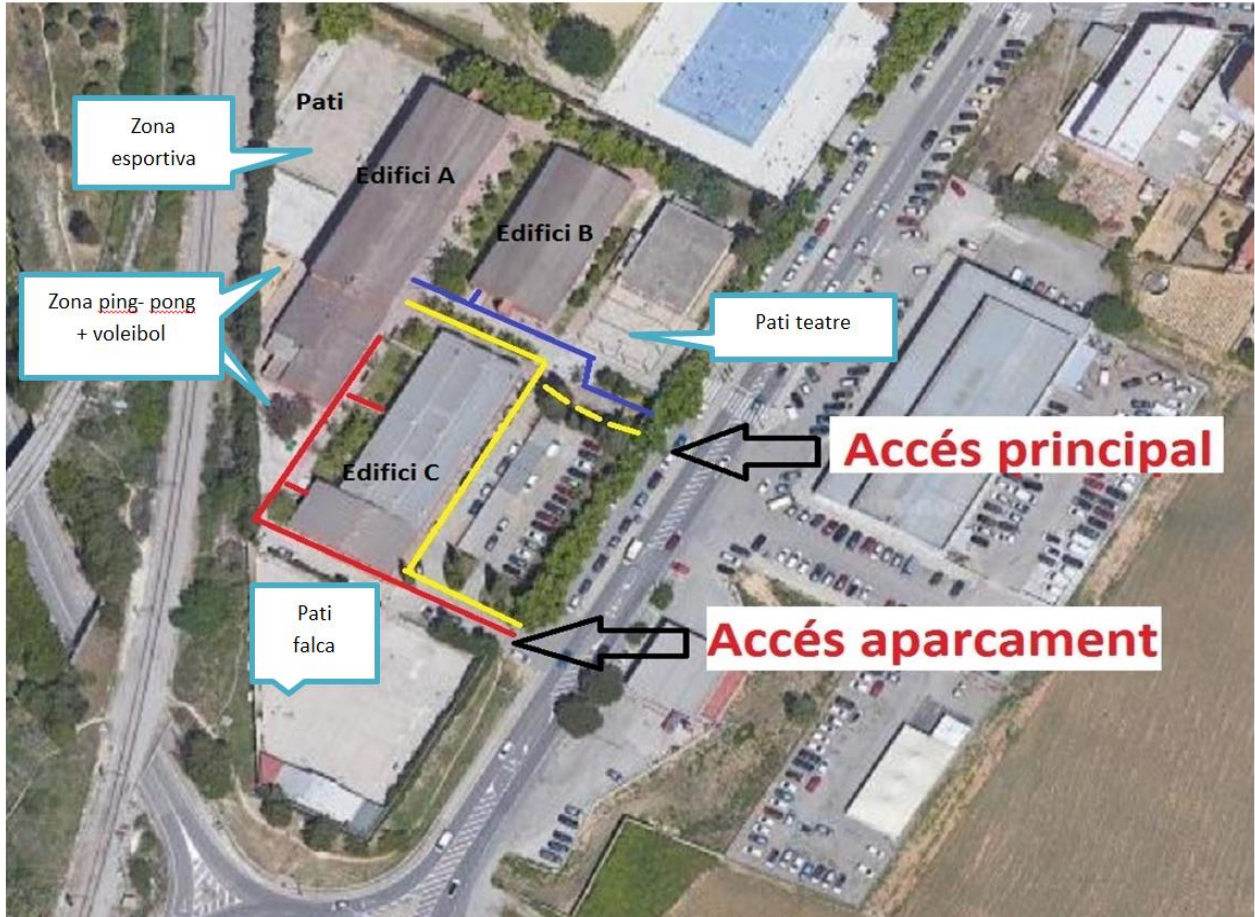 Pati
Zona
esportiva
Edifici A
Edifici B
Zona ping- pong
+ voleibol
Pati teatre
Accés principal
Edifici C
Pati
falca
Accés aparcament